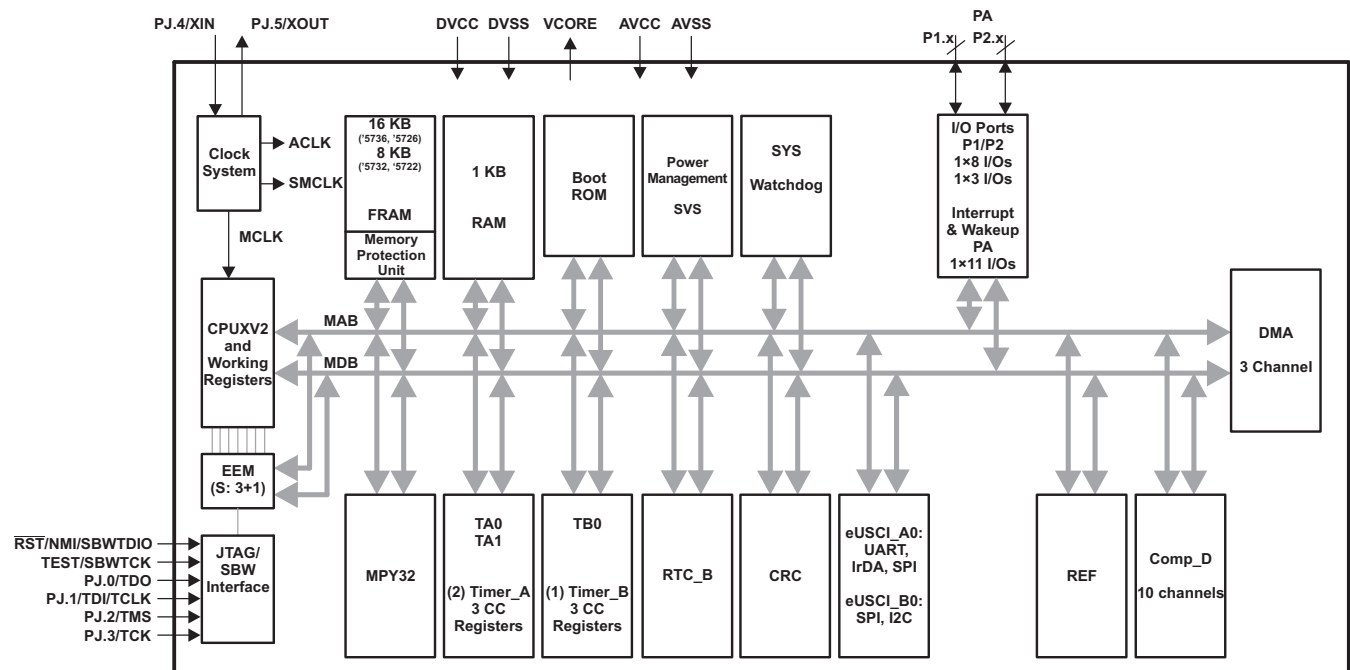 PJ.4/XIN
PJ.5/XOUT
DVCC
DVSS
VCORE
AVCC
AVSS
PA
P1.x
P2.x
Clock
System
ACLK
SMCLK
MCLK
16 KB
('5736, '5726)
8 KB
('5732, '5722)
FRAM
Memory
Protection
Unit
1 KB
RAM
Boot
ROM
Power
Management
SVS
SYS
Watchdog
I/O Ports
P1/P2
1×8 I/Os
1×3 I/Os
Interrupt
& Wakeup
PA
1×11 I/Os
CPUXV2
and
Working
Registers
MAB
MDB
DMA
3 Channel
EEM
(S: 3+1)
RST/NMI/SBWTDIO
TEST/SBWTCK
PJ.0/TDO
PJ.1/TDI/TCLK
PJ.2/TMS
PJ.3/TCK
JTAG/
SBW
Interface
MPY32
TA0
TA1
(2) Timer_A
3 CC
Registers
TB0
(1) Timer_B
3 CC
Registers
RTC_B
CRC
eUSCI_A0:
UART,
IrDA, SPI
eUSCI_B0:
SPI, I2C
REF
Comp_D
10 channels